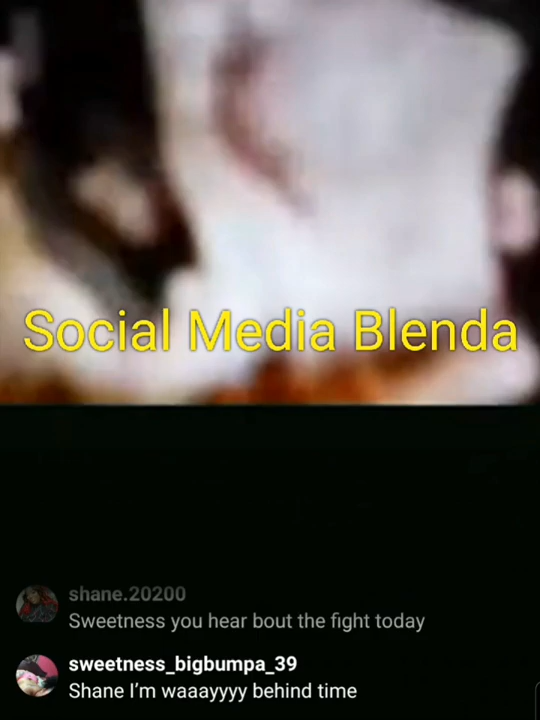 Social Media Blenda
shane.20200
Sweetness you hear bout the fight today
sweetness_bigbumpa_39
Shane I'm waaayyyy behind time